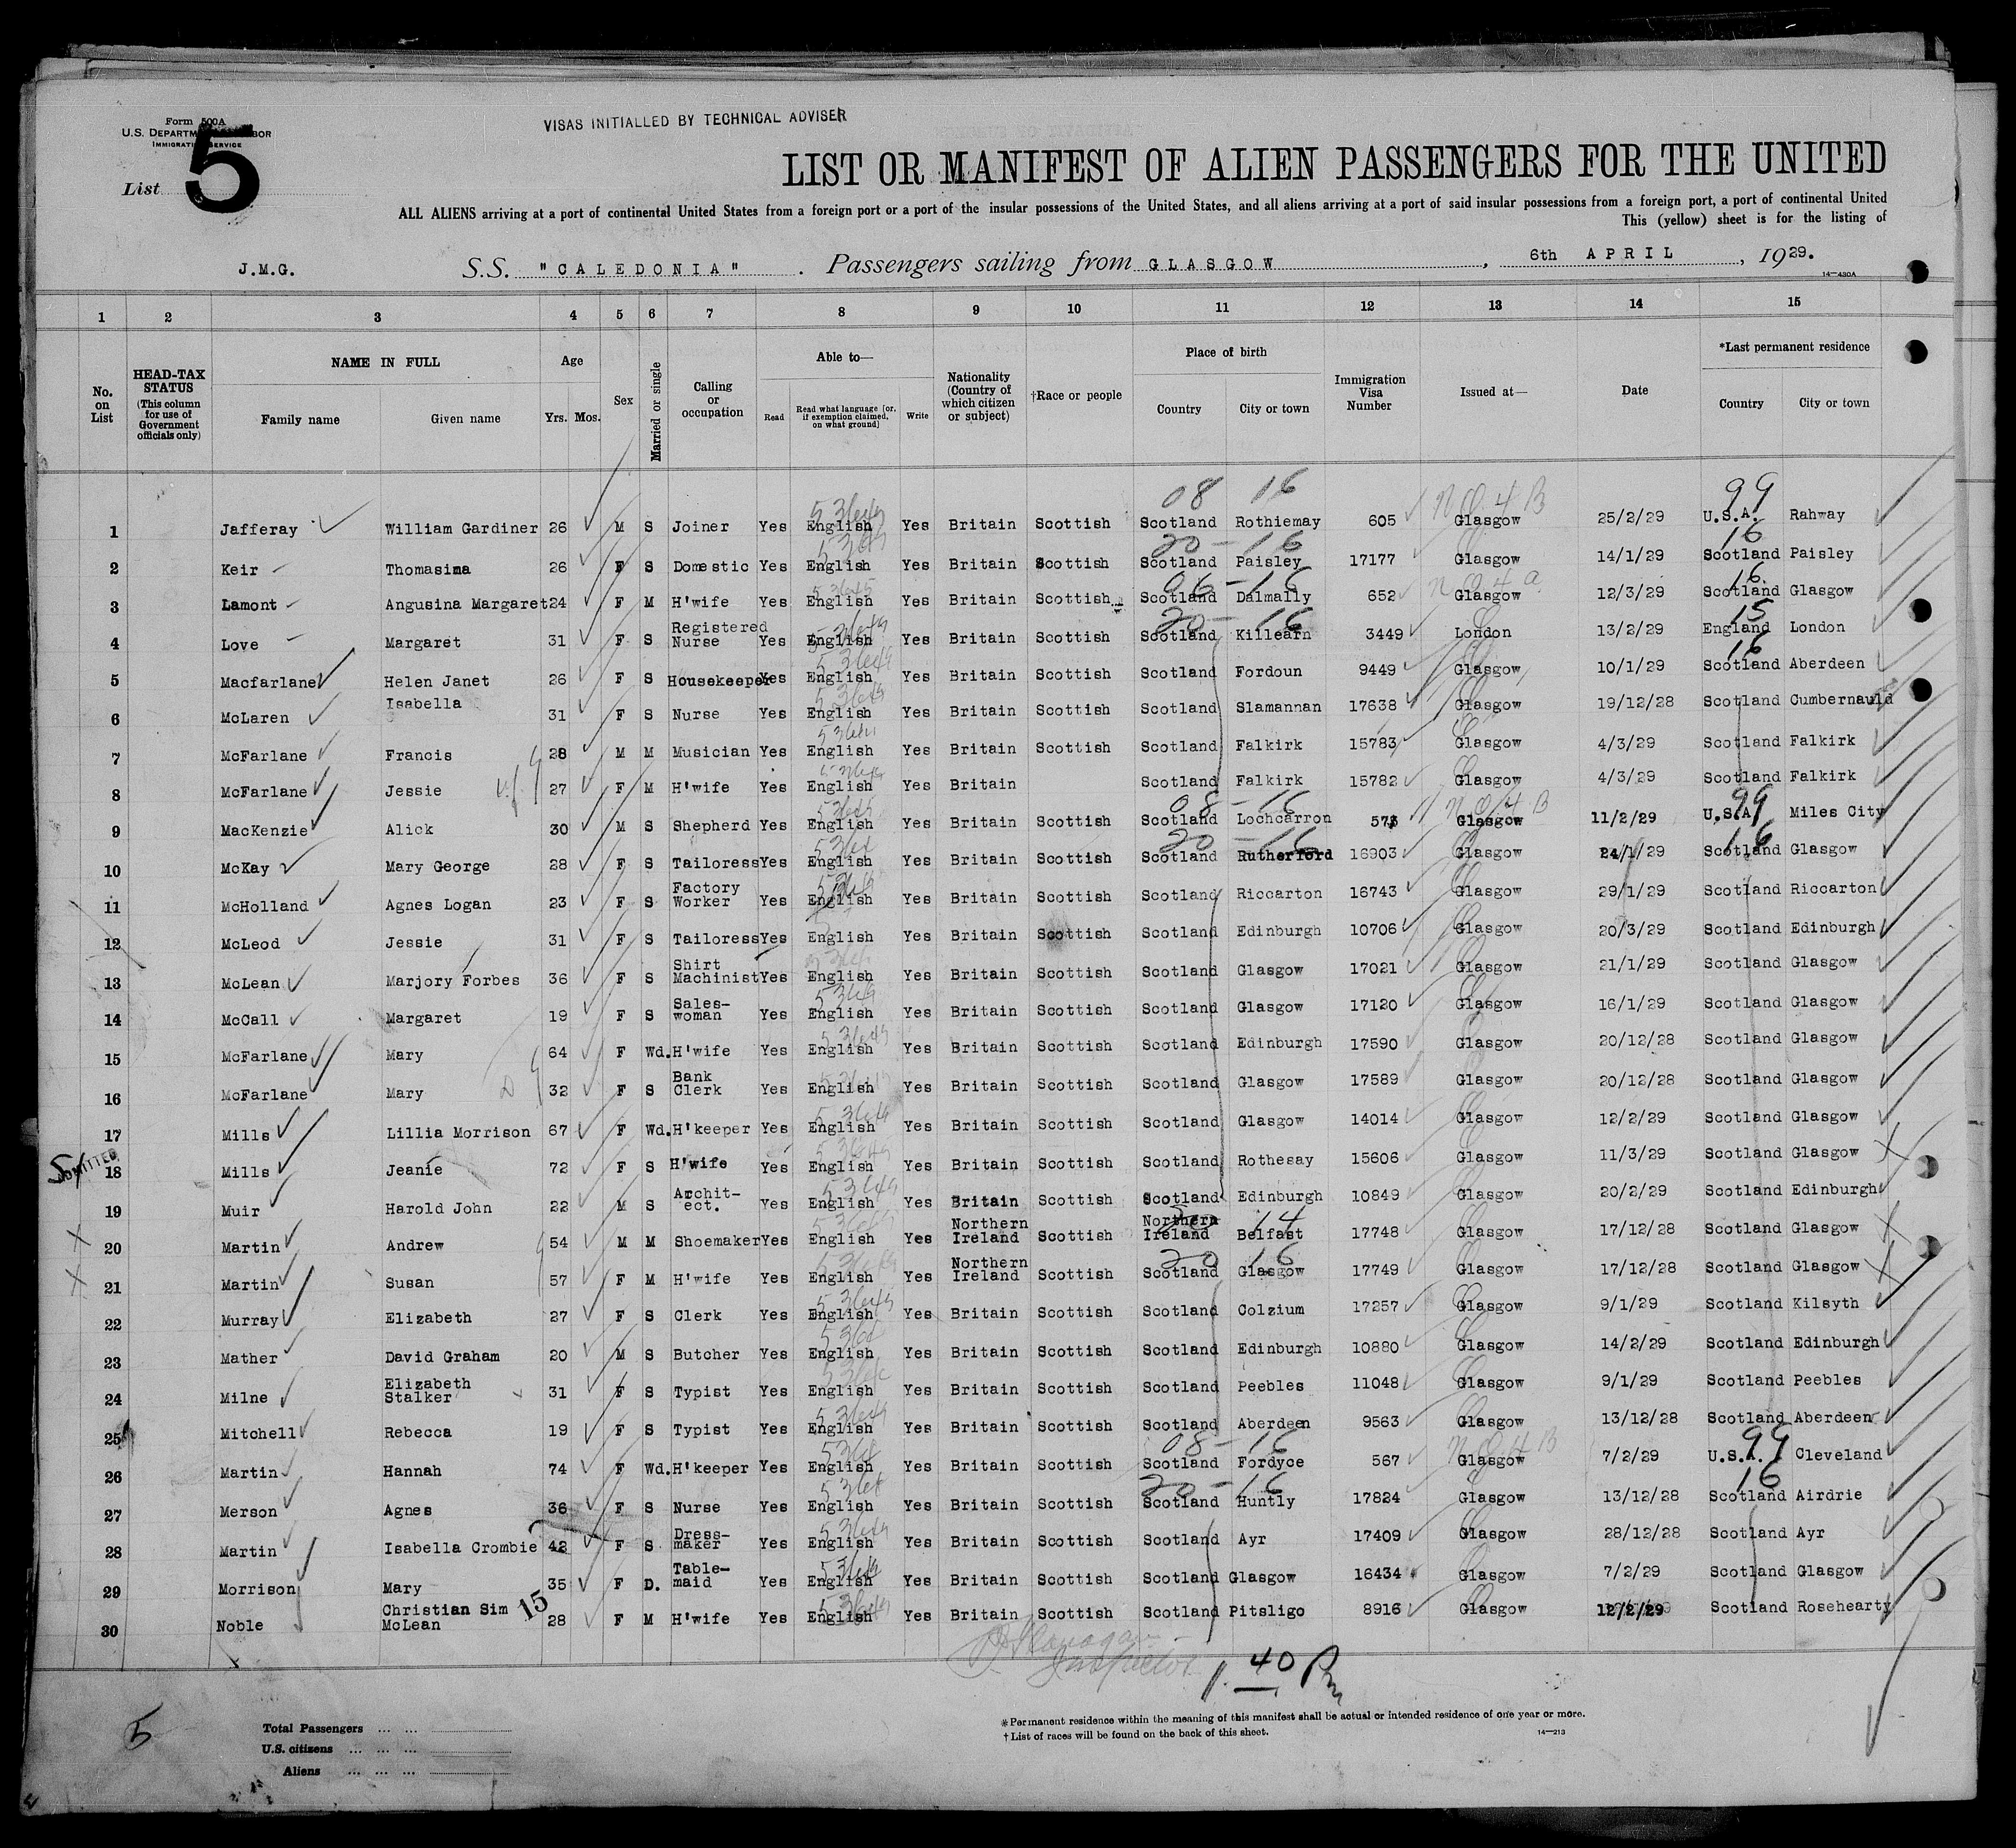 Form 500A
U.S. DEPARTM BOR
IMMIGRATI SERVICE
List 5
VISAS INITIALLED BY TECHNICAL ADVISER
LIST OR MANIFEST OF ALIEN PASSENGERS FOR THE UNITED
ALL ALIENS arriving at a port of continental United States from a foreign port or a port of the insular possessions of the United States, and all aliens arriving at a port of said insular possessions from a foreign port, a port of continental United
This (yellow) sheet is for the listing of
J.M.G. S.S. "CALEDONIA" . Passengers sailing from GLASGOW , 6th APRIL , 1929.
14—430A
1 2 3 4 5 6 7 8 9 10 11 12 13 14 15
No. on List
HEAD-TAX STATUS (This column for use of Government officials only)
NAME IN FULL
Family name Given name
Age
Yrs. Mos.
Sex
Married or single
Calling or occupation
Able to—
Read
Read what language [or, if exemption claimed, on what ground]
Write
Nationality (Country of which citizen or subject)
†Race or people
Place of birth
Country City or town
Immigration Visa Number
Issued at—
Date
*Last permanent residence
Country City or town
1 Jafferay William Gardiner 26 M S Joiner Yes English Yes Britain Scottish Scotland Rothiemay 605 Glasgow 25/2/29 U.S.A. Rahway
2 Keir Thomasina 26 F S Domestic Yes English Yes Britain Scottish Scotland Paisley 17177 Glasgow 14/1/29 Scotland Paisley
3 Lamont Angusina Margaret 24 F M H'wife Yes English Yes Britain Scottish Scotland Dalmally 652 Glasgow 12/3/29 Scotland Glasgow
4 Love Margaret 31 F S Registered Nurse Yes English Yes Britain Scottish Scotland Killearn 3449 London 13/2/29 England London
5 Macfarlane Helen Janet 26 F S Housekeeper Yes English Yes Britain Scottish Scotland Fordoun 9449 Glasgow 10/1/29 Scotland Aberdeen
6 McLaren Isabella 31 F S Nurse Yes English Yes Britain Scottish Scotland Slamannan 17638 Glasgow 19/12/28 Scotland Cumbernauld
7 McFarlane Francis 28 M M Musician Yes English Yes Britain Scottish Scotland Falkirk 15783 Glasgow 4/3/29 Scotland Falkirk
8 McFarlane Jessie 27 F M H'wife Yes English Yes Britain Scotland Falkirk 15782 Glasgow 4/3/29 Scotland Falkirk
9 MacKenzie Alick 30 M S Shepherd Yes English Yes Britain Scottish Scotland Lochcarron 573 Glasgow 11/2/29 U.S.A. Miles City
10 McKay Mary George 28 F S Tailoress Yes English Yes Britain Scottish Scotland Rutherford 16903 Glasgow 24/1/29 Scotland Glasgow
11 McHolland Agnes Logan 23 F S Factory Worker Yes English Yes Britain Scottish Scotland Riccarton 16743 Glasgow 29/1/29 Scotland Riccarton
12 McLeod Jessie 31 F S Tailoress Yes English Yes Britain Scottish Scotland Edinburgh 10706 Glasgow 20/3/29 Scotland Edinburgh
13 McLean Marjory Forbes 36 F S Shirt Machinist Yes English Yes Britain Scottish Scotland Glasgow 17021 Glasgow 21/1/29 Scotland Glasgow
14 McCall Margaret 19 F S Sales-woman Yes English Yes Britain Scottish Scotland Glasgow 17120 Glasgow 16/1/29 Scotland Glasgow
15 McFarlane Mary 64 F Wd. H'wife Yes English Yes Britain Scottish Scotland Edinburgh 17590 Glasgow 20/12/28 Scotland Glasgow
16 McFarlane Mary 32 F S Bank Clerk Yes English Yes Britain Scottish Scotland Glasgow 17589 Glasgow 20/12/28 Scotland Glasgow
17 Mills Lillia Morrison 67 F Wd. H'keeper Yes English Yes Britain Scottish Scotland Glasgow 14014 Glasgow 12/2/29 Scotland Glasgow
18 Mills Jeanie 72 F S H'wife Yes English Yes Britain Scottish Scotland Rothesay 15606 Glasgow 11/3/29 Scotland Glasgow
19 Muir Harold John 22 M S Archit-ect. Yes English Yes Britain Scottish Scotland Edinburgh 10849 Glasgow 20/2/29 Scotland Edinburgh
20 Martin Andrew 54 M M Shoemaker Yes English Yes Northern Ireland Scottish Northern Ireland Belfast 17748 Glasgow 17/12/28 Scotland Glasgow
21 Martin Susan 57 F M H'wife Yes English Yes Northern Ireland Scottish Scotland Glasgow 17749 Glasgow 17/12/28 Scotland Glasgow
22 Murray Elizabeth 27 F S Clerk Yes English Yes Britain Scottish Scotland Colzium 17257 Glasgow 9/1/29 Scotland Kilsyth
23 Mather David Graham 20 M S Butcher Yes English Yes Britain Scottish Scotland Edinburgh 10880 Glasgow 14/2/29 Scotland Edinburgh
24 Milne Elizabeth Stalker 31 F S Typist Yes English Yes Britain Scottish Scotland Peebles 11048 Glasgow 9/1/29 Scotland Peebles
25 Mitchell Rebecca 19 F S Typist Yes English Yes Britain Scottish Scotland Aberdeen 9563 Glasgow 13/12/28 Scotland Aberdeen
26 Martin Hannah 74 F Wd. H'keeper Yes English Yes Britain Scottish Scotland Fordyce 567 Glasgow 7/2/29 U.S.A. Cleveland
27 Merson Agnes 36 F S Nurse Yes English Yes Britain Scottish Scotland Huntly 17824 Glasgow 13/12/28 Scotland Airdrie
28 Martin Isabella Crombie 42 F S Dress-maker Yes English Yes Britain Scottish Scotland Ayr 17409 Glasgow 28/12/28 Scotland Ayr
29 Morrison Mary 35 F D. Table-maid Yes English Yes Britain Scottish Scotland Glasgow 16434 Glasgow 7/2/29 Scotland Glasgow
30 Noble Christian Sim McLean 15 28 F M H'wife Yes English Yes Britain Scottish Scotland Pitsligo 8916 Glasgow 12/2/29 Scotland Rosehearty
Inspector
1.40 Pm
5
Total Passengers ... ...
U.S. citizens ... ... ...
Aliens ... ... ...
*Permanent residence within the meaning of this manifest shall be actual or intended residence of one year or more.
†List of races will be found on the back of this sheet.
14—213